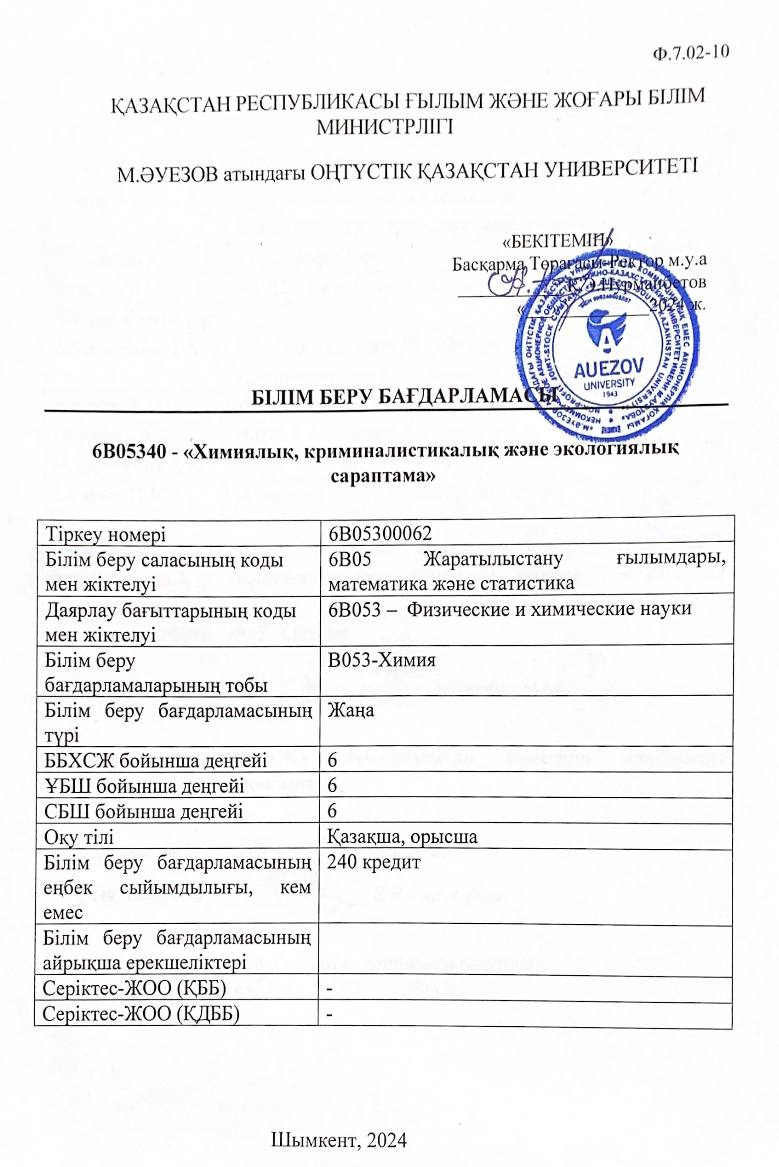 Ф.7.02-10
ҚАЗАҚСТАН РЕСПУБЛИКАСЫ ҒЫЛЫМ ЖӘНЕ ЖОҒАРЫ БІЛІМ
МИНИСТРЛІГІ
М.ӘУЕЗОВ атындағы ОҢТҮСТІК ҚАЗАҚСТАН УНИВЕРСИТЕТІ
«БЕКІТЕМІН»
Басқарма Төрағасы-Ректор м.у.а
Нурманбетов
« 2024 ж.
AUEZOV
UNIVERSITY
1943
БІЛІМ БЕРУ БАҒДАРЛАМАСЫ
6В05340 - «Химиялық, криминалистикалық және экологиялық
сараптама»
Тіркеу номері 6В05300062
Білім беру саласының коды 6В05 Жаратылыстану ғылымдары,
мен жіктелуі математика және статистика
Даярлау бағыттарының коды 6В053 – Физические и химические науки
мен жіктелуі
Білім беру В053-Химия
бағдарламаларының тобы
Білім беру бағдарламасының Жаңа
түрі
ББХСЖ бойынша деңгейі 6
ҰБШ бойынша деңгейі 6
СБШ бойынша деңгейі 6
Оқу тілі Қазақша, орысша
Білім беру бағдарламасының 240 кредит
еңбек сыйымдылығы, кем
емес
Білім беру бағдарламасының
айрықша ерекшеліктері
Серіктес-ЖОО (ҚББ) -
Серіктес-ЖОО (ҚДББ) -
Шымкент, 2024